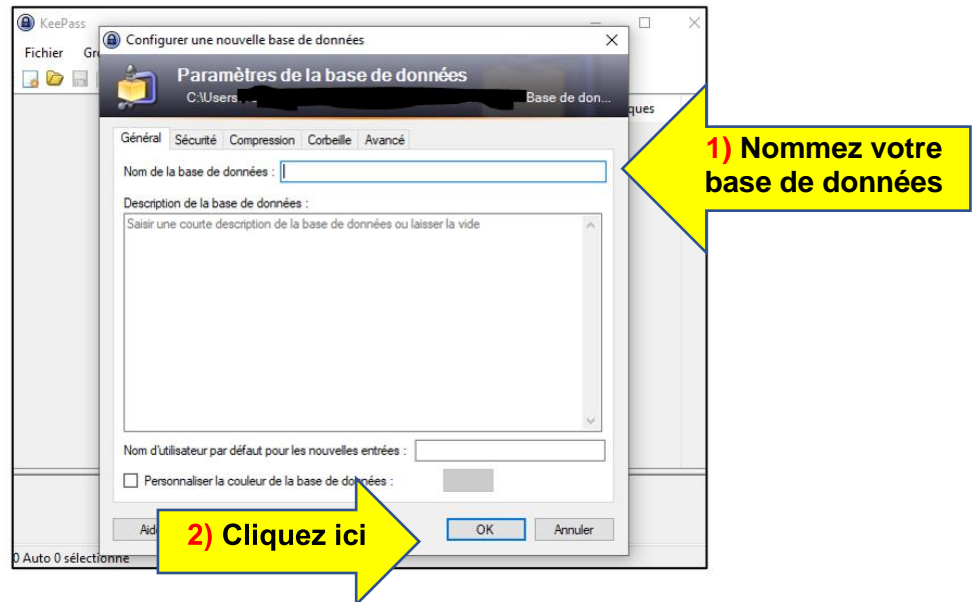 KeePass
Configurer une nouvelle base de données
Fichier
Paramètres de la base de données
C:\Users Base de don...
ques
Général Sécurité Compression Corbeille Avancé
1) Nommez votre
base de données
Nom de la base de données :
Description de la base de données :
Saisir une courte description de la base de données ou laisser la vide
Nom d'utilisateur par défaut pour les nouvelles entrées :
Personnaliser la couleur de la base de données :
2) Cliquez ici
OK Annuler
0 Auto 0 sélectionné